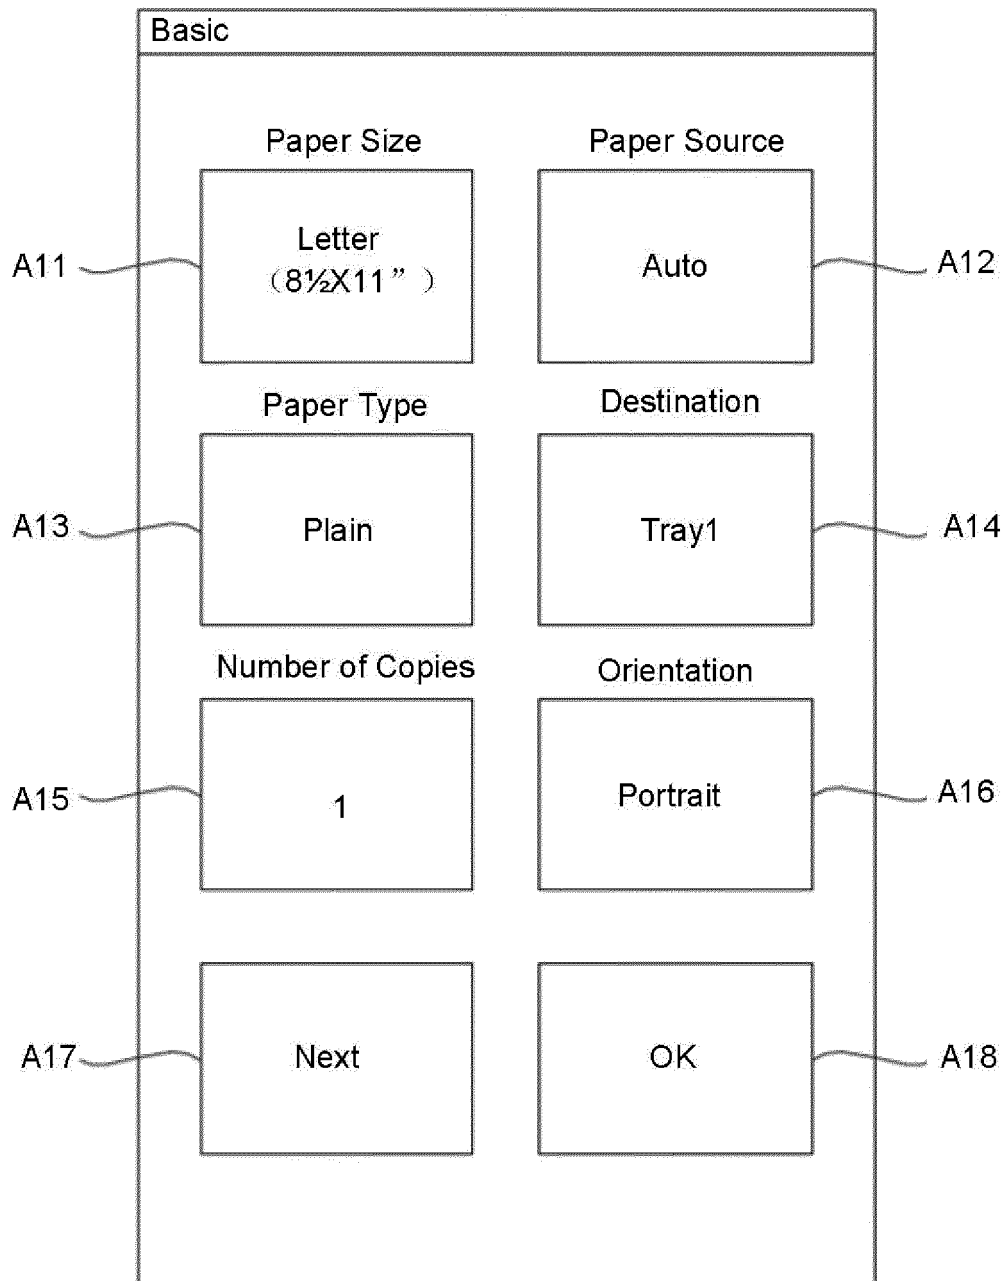 Basic
Paper Size
Paper Source
A11
Letter
（8½X11”）
Auto
A12
Paper Type
Destination
A13
Plain
Tray1
A14
Number of Copies
Orientation
A15
1
Portrait
A16
A17
Next
OK
A18